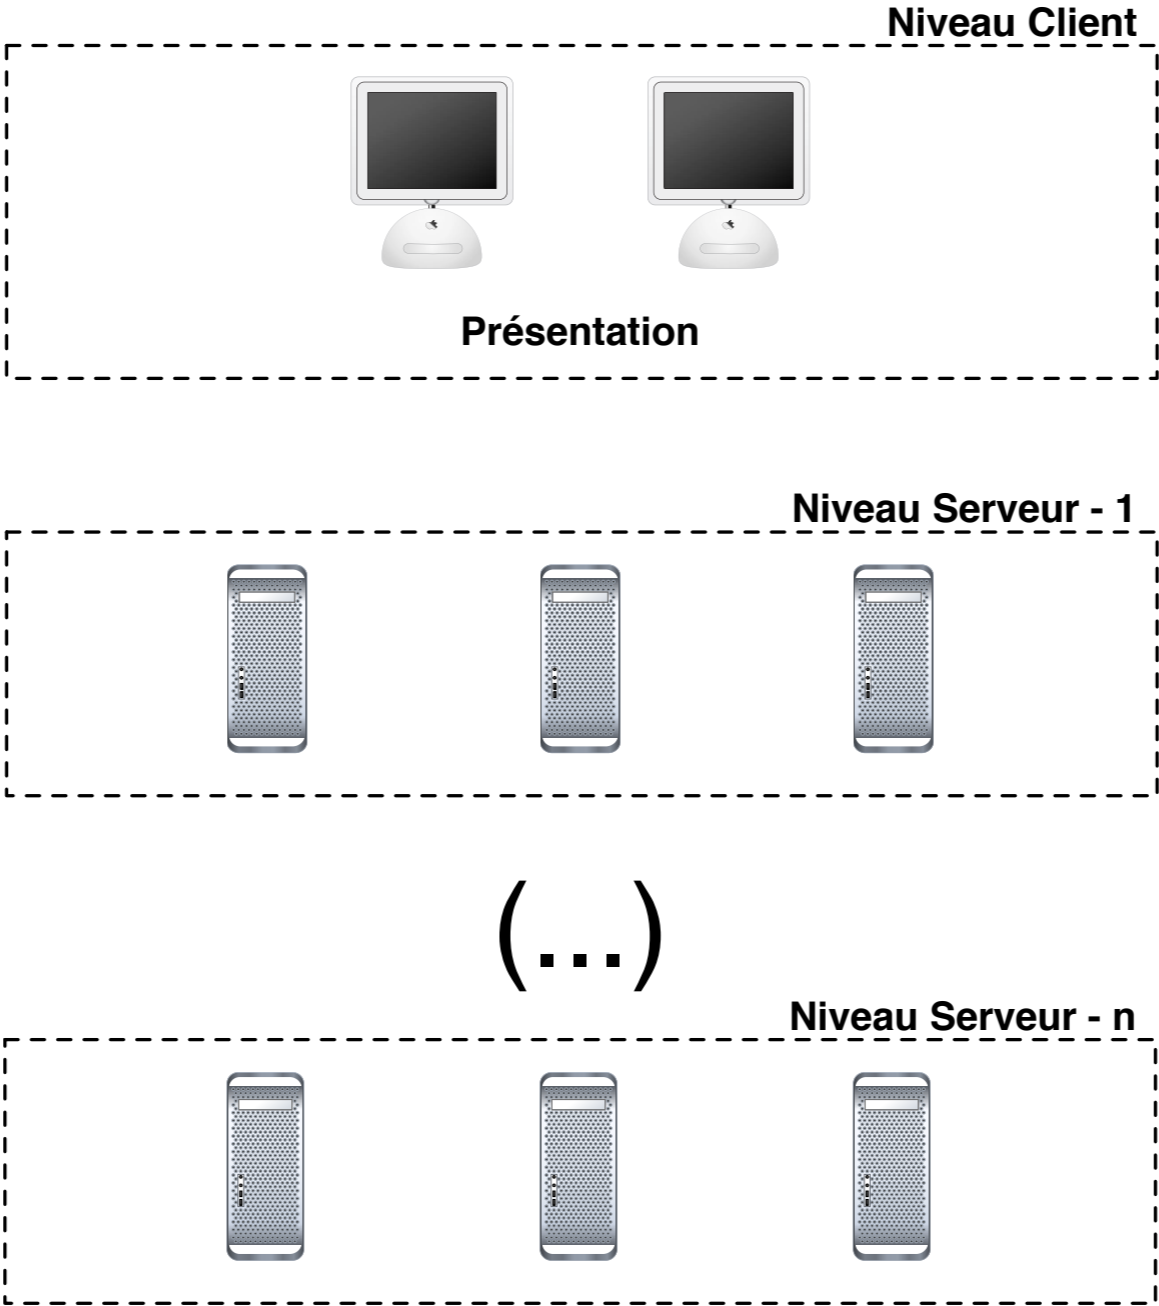 Niveau Client
Présentation
Niveau Serveur - 1
(...)
Niveau Serveur - n